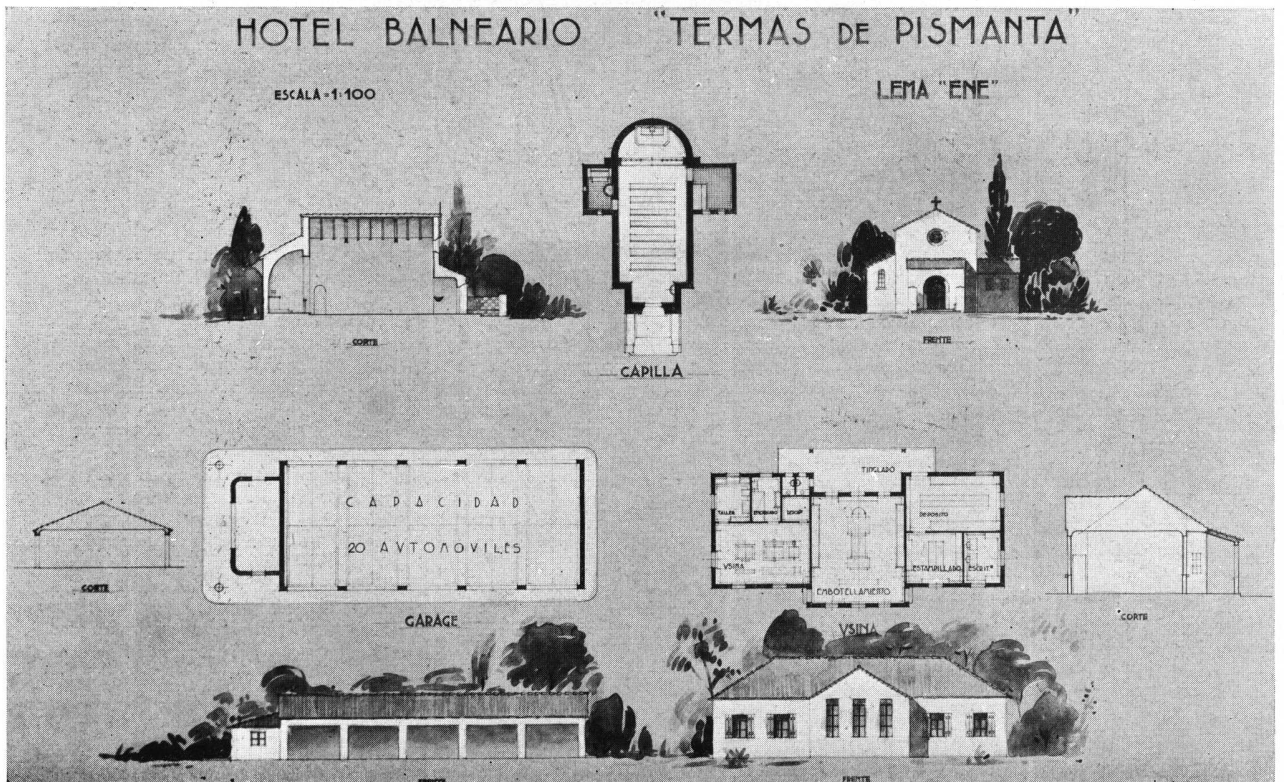 HOTEL BALNEARIO "TERMAS DE PISMANTA"
ESCALA = 1:100
LEMA "ENE"
CORTE
FRENTE
CAPILLA
TINGLADO
CAPACIDAD
20 AVTOMOVILES
TALLER
DEPOSITO
VSINA
ESTAMPILLADO
ESCRIT.
EMBOTELLAMIENTO
CORTE
GARAGE
VSINA
CORTE
FRENTE